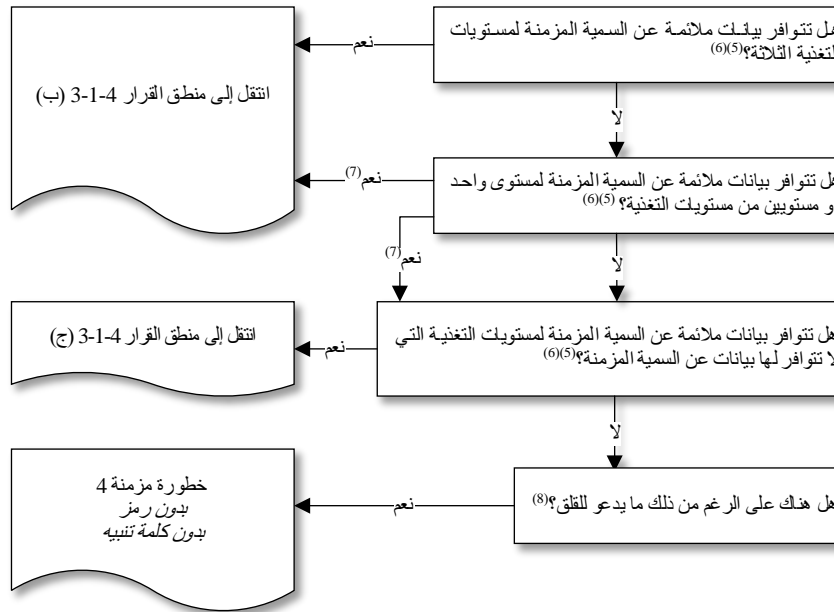 هل تتوافر بيانات ملائمة عن السمية المزمنة لمستويات
التغذية الثلاثة؟(5)(6)
نعم
انتقل إلى منطق القرار 4-1-3 (ب)
لا
هل تتوافر بيانات ملائمة عن السمية المزمنة لمستوى واحد
و مستويين من مستويات التغذية؟ (5)(6)
نعم(7)
نعم(7)
لا
هل تتوافر بيانات ملائمة عن السمية المزمنة لمستويات التغذية التي
لا تتوافر لها بيانات عن السمية المزمنة؟(5)(6)
نعم
انتقل إلى منطق القرار 4-1-3 (ج)
لا
هل هناك على الرغم من ذلك ما يدعو للقلق؟(8)
نعم
خطورة مزمنة 4
بدون رمز
بدون كلمة تنبيه